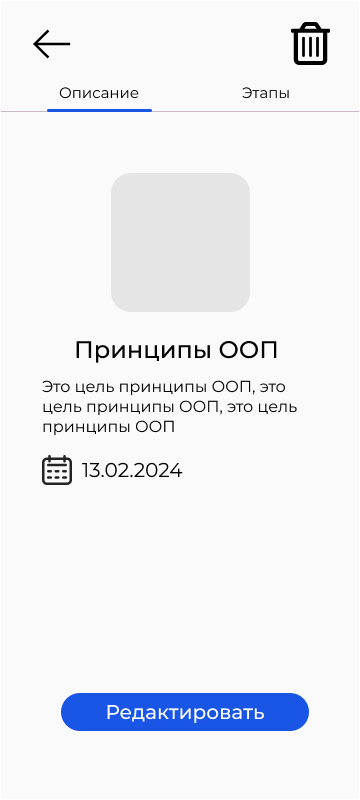 Описание
Этапы
Принципы ООП
Это цель принципы ООП, это
цель принципы ООП, это цель
принципы ООП
13.02.2024
Редактировать